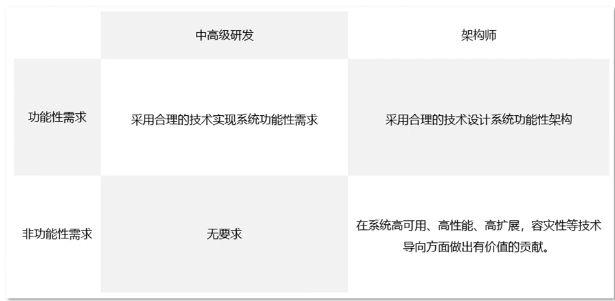 中高级研发
架构师
功能性需求
采用合理的技术实现系统功能性需求
采用合理的技术设计系统功能性架构
非功能性需求
无要求
在系统高可用、高性能、高扩展，容灾性等技术
导向方面做出有价值的贡献。